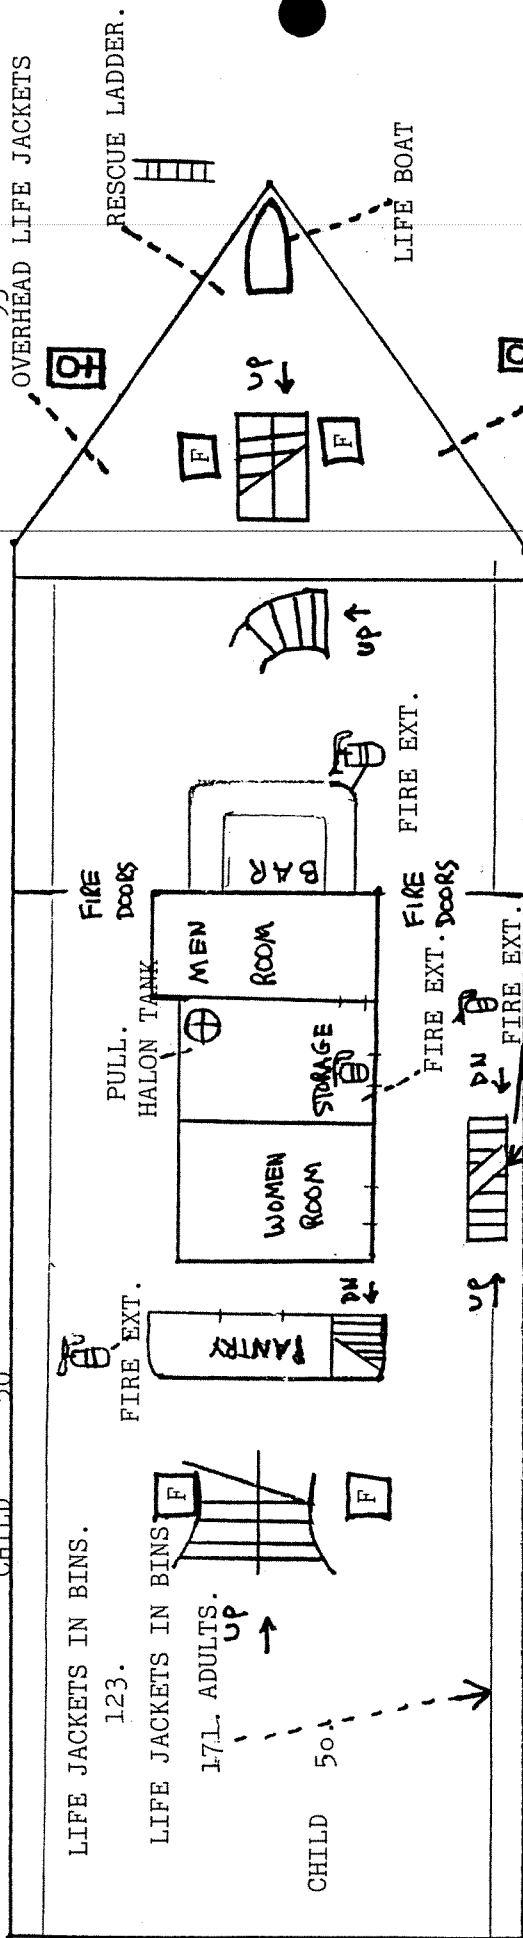 OVERHEAD LIFE JACKETS
RESCUE LADDER.
LIFE BOAT
UP
F
F
UP
FIRE EXT.
BAR
FIRE
DOORS
FIRE
DOORS
MEN
ROOM
PULL.
HALON TANK
STORAGE
FIRE EXT.
FIRE EXT.
DN
UP
WOMEN
ROOM
PANTRY
DN
FIRE EXT.
F
F
UP
LIFE JACKETS IN BINS.
123.
LIFE JACKETS IN BINS
171. ADULTS.
CHILD 50.